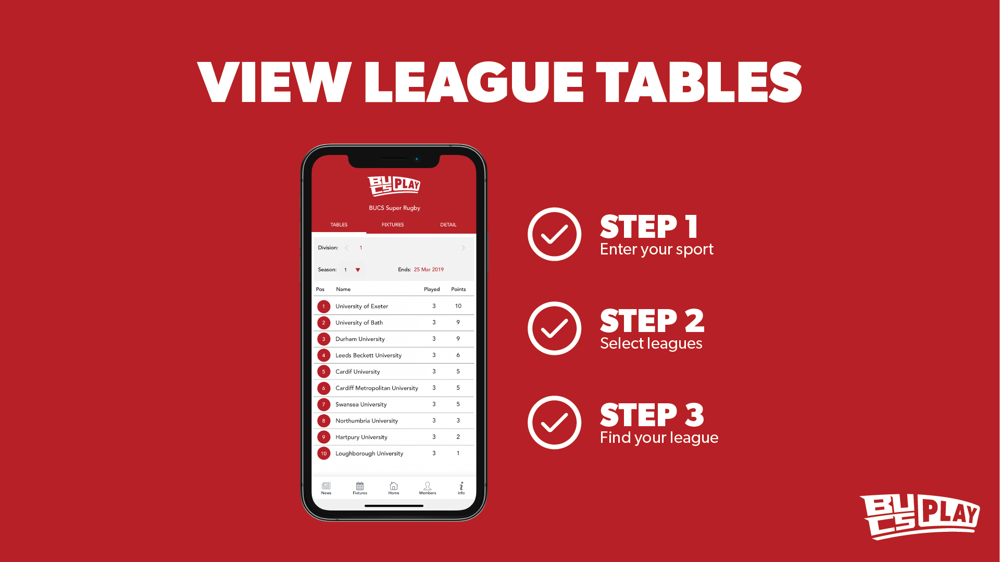 VIEW LEAGUE TABLES
BUCS PLAY
BUCS Super Rugby
TABLES FIXTURES DETAIL
Division: < 1 >
Season: 1 Ends: 25 Mar 2019
Pos Name Played Points
1 University of Exeter 3 10
2 University of Bath 3 9
3 Durham University 3 9
4 Leeds Beckett University 3 6
5 Cardif University 3 5
6 Cardiff Metropolitan University 3 5
7 Swansea University 3 5
8 Northumbria University 3 3
9 Hartpury University 3 2
10 Loughborough University 3 1
News Fixtures Home Members Info
STEP 1
Enter your sport
STEP 2
Select leagues
STEP 3
Find your league
BUCS PLAY